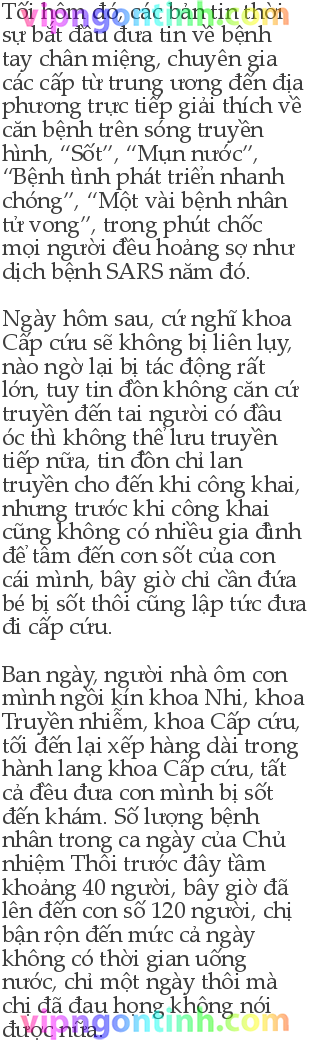 Tối hôm đó, các bản tin thời
sự bắt đầu đưa tin về bệnh
tay chân miệng, chuyên gia
các cấp từ trung ương đến địa
phương trực tiếp giải thích về
căn bệnh trên sóng truyền
hình, “Sốt”, “Mụn nước”,
“Bệnh tình phát triển nhanh
chóng”, “Một vài bệnh nhân
tử vong”, trong phút chốc
mọi người đều hoảng sợ như
dịch bệnh SARS năm đó.
Ngày hôm sau, cứ nghĩ khoa
Cấp cứu sẽ không bị liên lụy,
nào ngờ lại bị tác động rất
lớn, tuy tin đồn không căn cứ
truyền đến tai người có đầu
óc thì không thể lưu truyền
tiếp nữa, tin đồn chỉ lan
truyền cho đến khi công khai,
nhưng trước khi công khai
cũng không có nhiều gia đình
để tâm đến cơn sốt của con
cái mình, bây giờ chỉ cần đứa
bé bị sốt thôi cũng lập tức đưa
đi cấp cứu.
Ban ngày, người nhà ôm con
mình ngồi kín khoa Nhi, khoa
Truyền nhiễm, khoa Cấp cứu,
tối đến lại xếp hàng dài trong
hành lang khoa Cấp cứu, tất
cả đều đưa con mình bị sốt
đến khám. Số lượng bệnh
nhân trong ca ngày của Chủ
nhiệm Thôi trước đây tầm
khoảng 40 người, bây giờ đã
lên đến con số 120 người, chị
bận rộn đến mức cả ngày
không có thời gian uống
nước, chỉ một ngày thôi mà
chị đã đau họng không nói
được nữa.
vipngontinh.com
vipngontinh.com